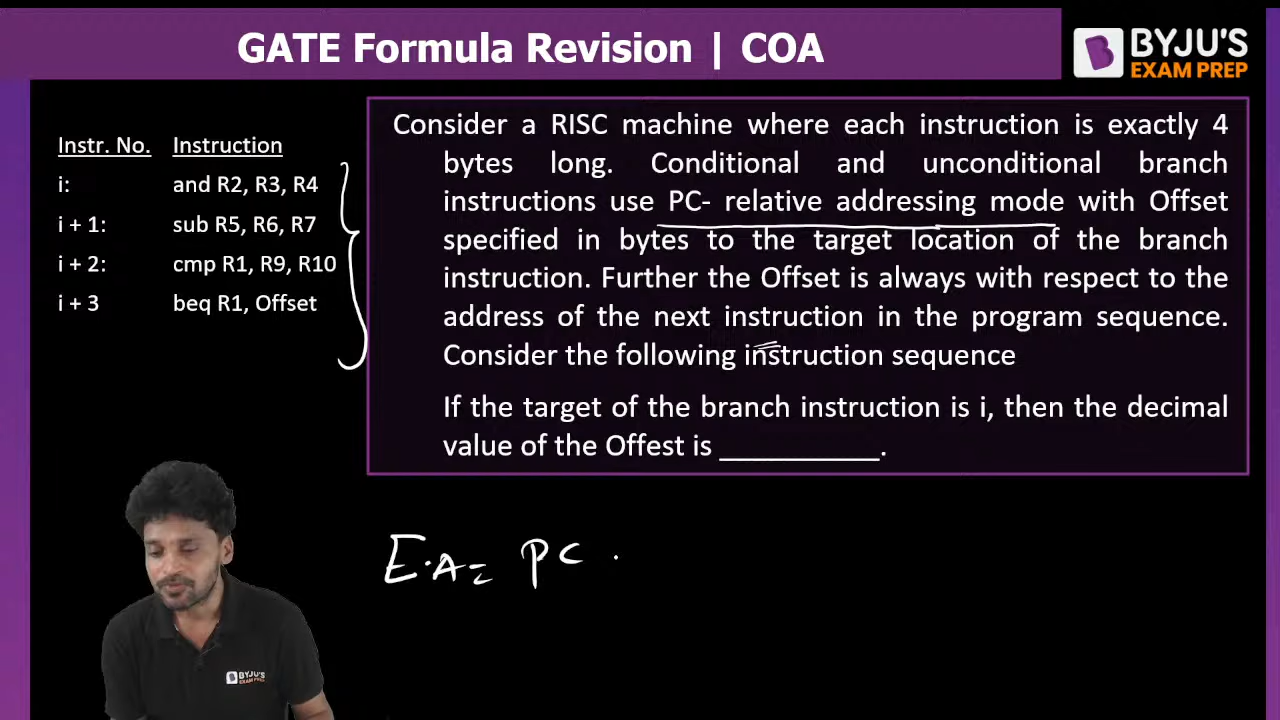 GATE Formula Revision | COA
BYJU'S
EXAM PREP
Instr. No. Instruction
i: and R2, R3, R4
i + 1: sub R5, R6, R7
i + 2: cmp R1, R9, R10
i + 3 beq R1, Offset
Consider a RISC machine where each instruction is exactly 4
bytes long. Conditional and unconditional branch
instructions use PC- relative addressing mode with Offset
specified in bytes to the target location of the branch
instruction. Further the Offset is always with respect to the
address of the next instruction in the program sequence.
Consider the following instruction sequence
If the target of the branch instruction is i, then the decimal
value of the Offest is ___________.
E.A= PC
BYJU'S
EXAM PREP